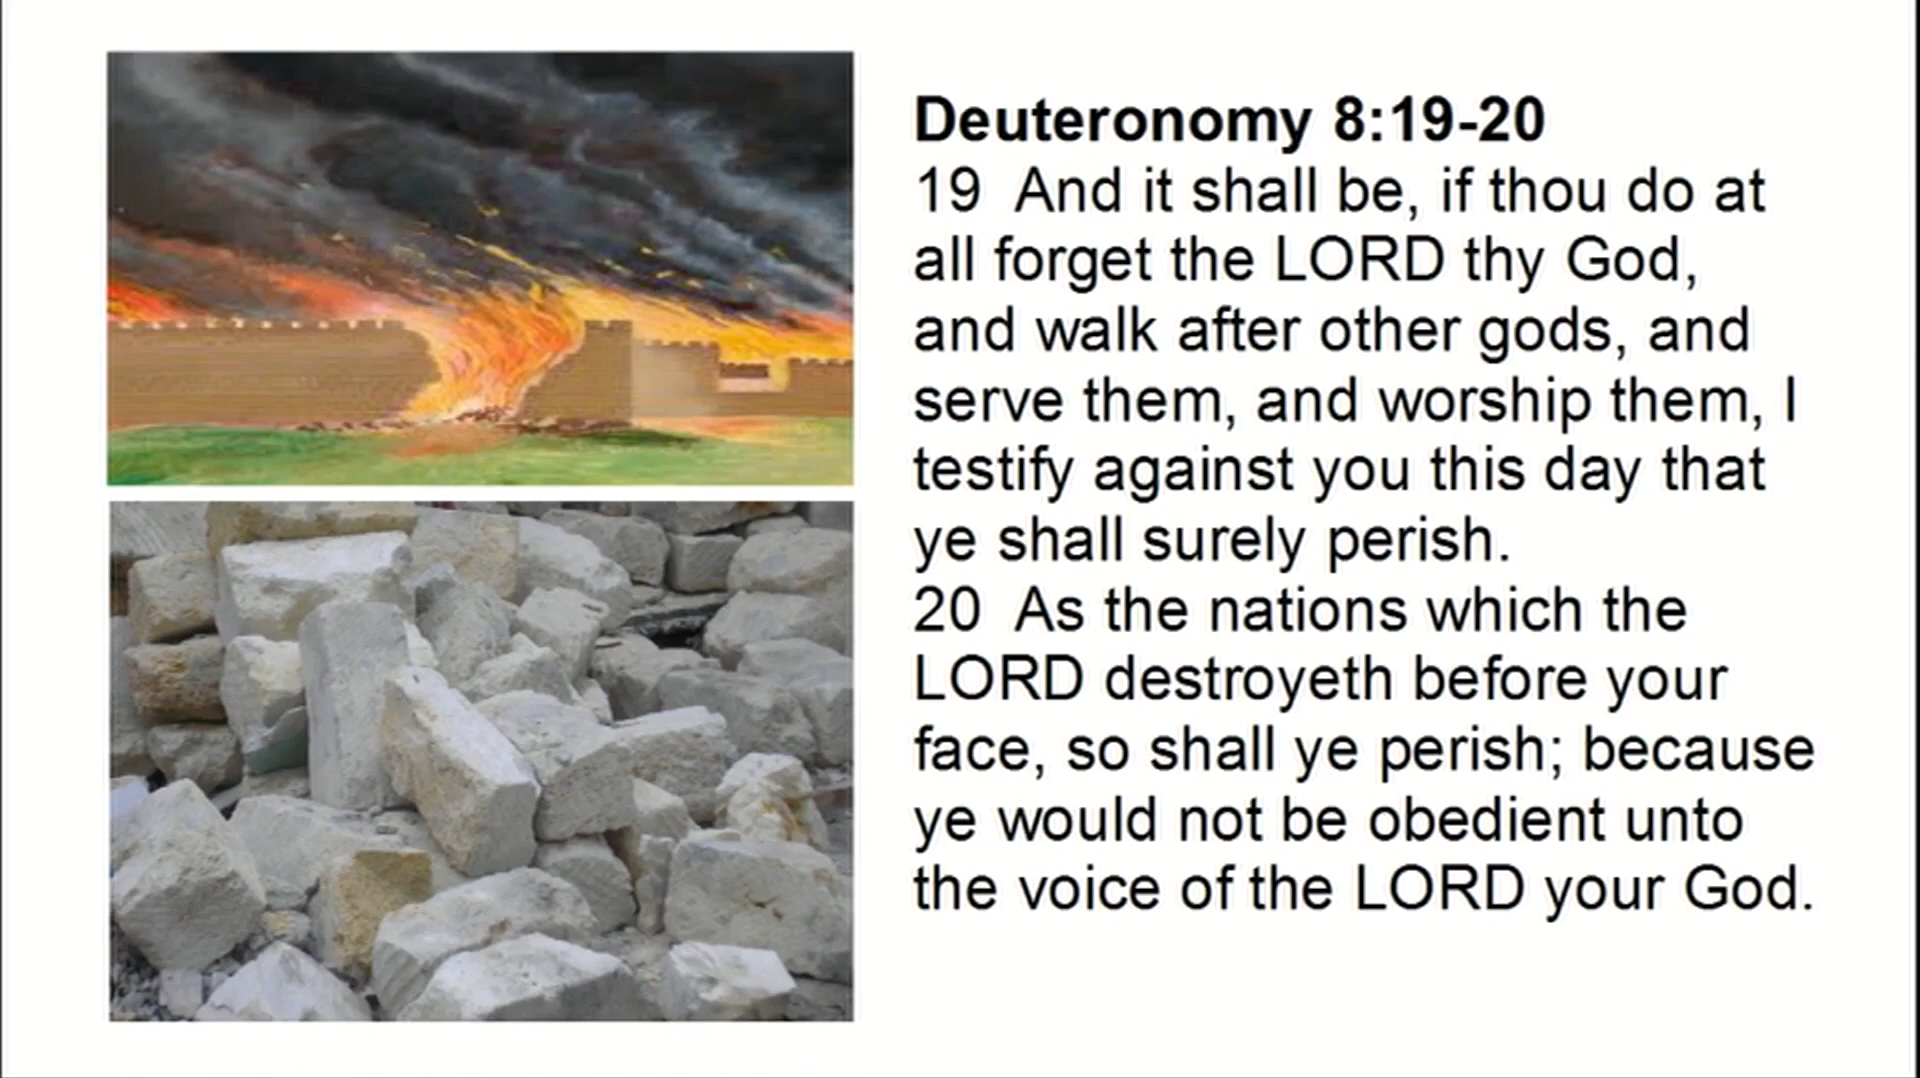 Deuteronomy 8:19-20
19  And it shall be, if thou do at
all forget the LORD thy God,
and walk after other gods, and
serve them, and worship them, I
testify against you this day that
ye shall surely perish.
20  As the nations which the
LORD destroyeth before your
face, so shall ye perish; because
ye would not be obedient unto
the voice of the LORD your God.